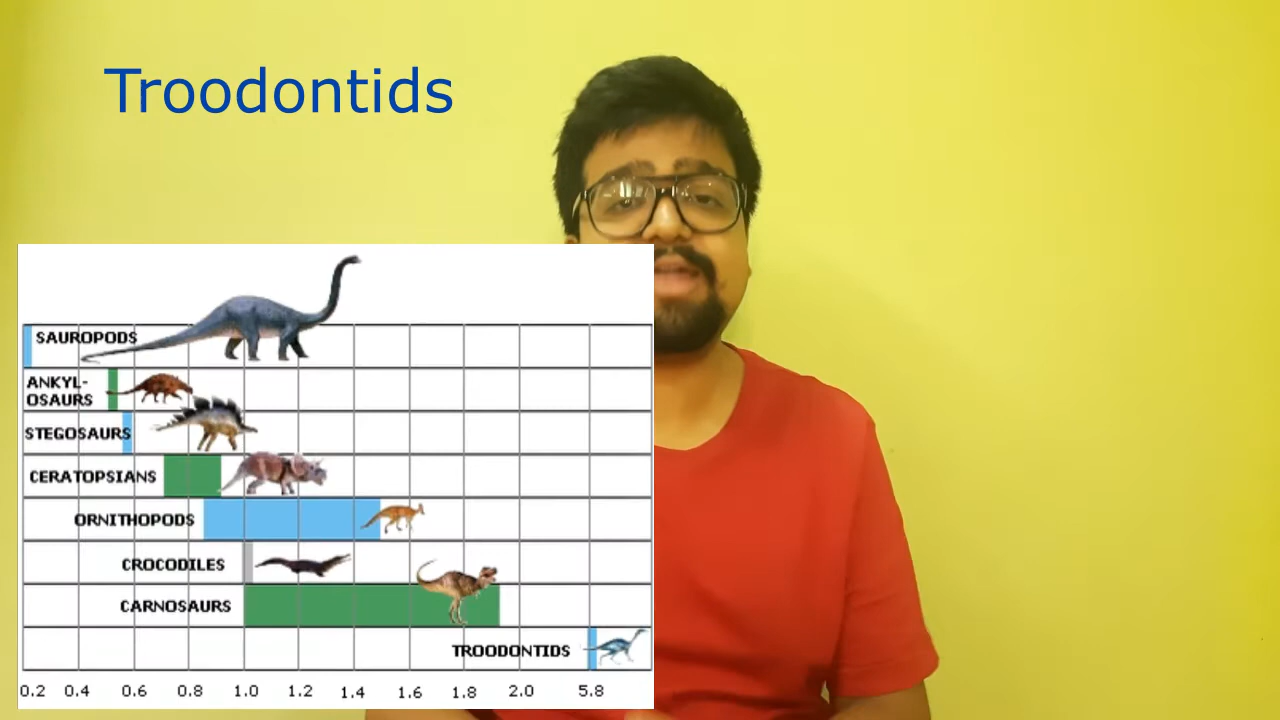 Troodontids
SAUROPODS
ANKYL-
OSAURS
STEGOSAURS
CERATOPSIANS
ORNITHOPODS
CROCODILES
CARNOSAURS
TROODONTIDS
0.2 0.4 0.6 0.8 1.0 1.2 1.4 1.6 1.8 2.0 5.8